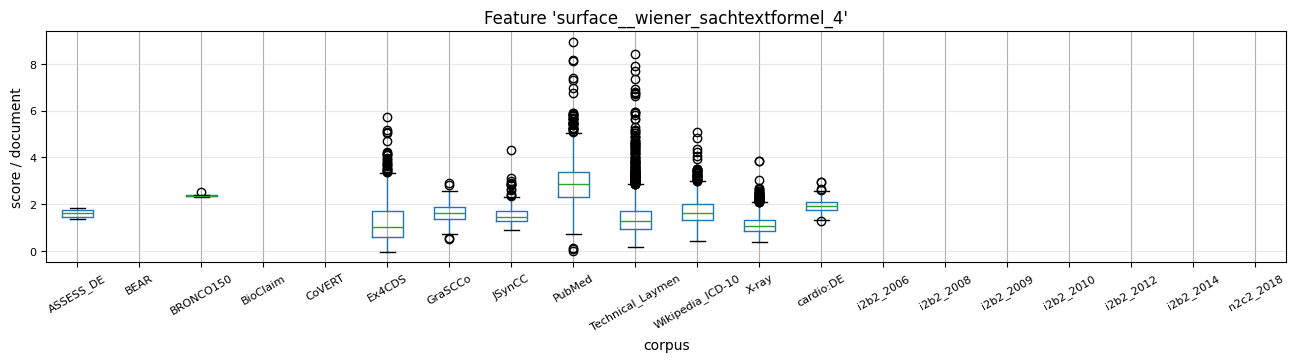 Feature 'surface__wiener_sachtextformel_4'
score / document
8
6
4
2
0
ASSESS_DE
BEAR
BRONCO150
BioClaim
CoVERT
Ex4CDS
GraSCCo
JSynCC
PubMed
Technical_Laymen
Wikipedia_ICD-10
X-ray
cardio:DE
i2b2_2006
i2b2_2008
i2b2_2009
i2b2_2010
i2b2_2012
i2b2_2014
n2c2_2018
corpus